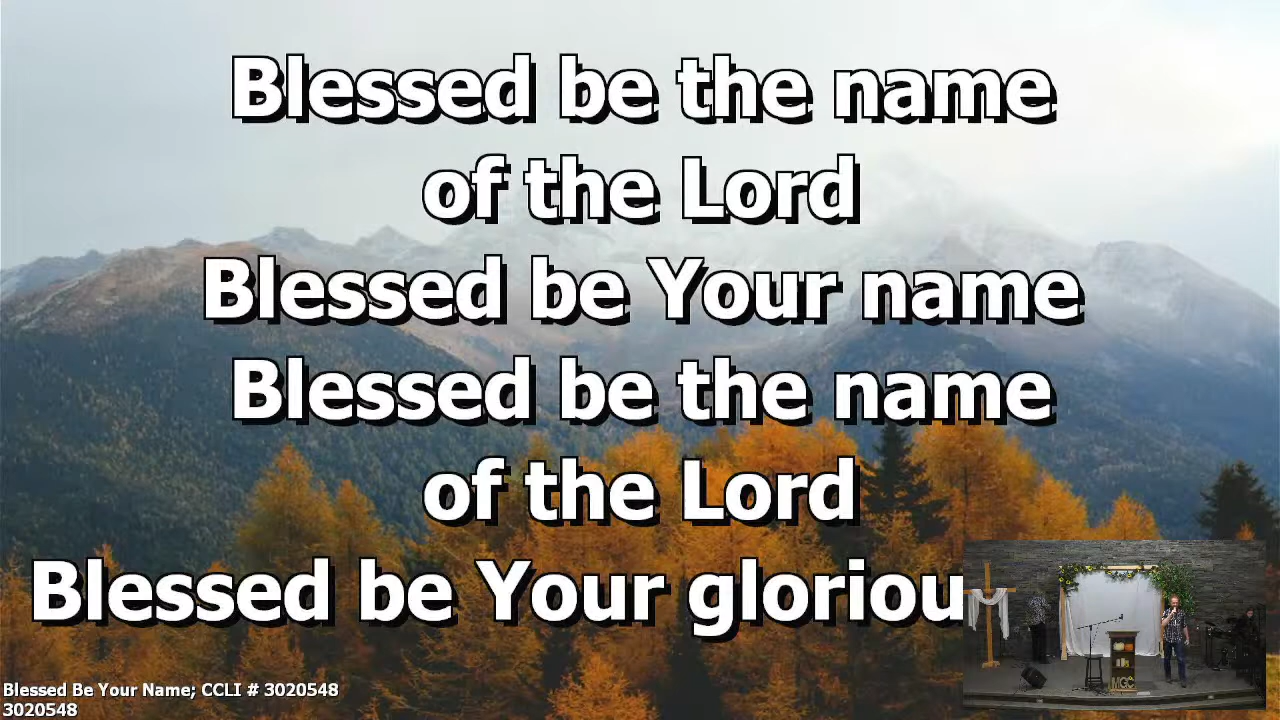 Blessed be the name
of the Lord
Blessed be Your name
Blessed be the name
of the Lord
Blessed be Your gloriou
Blessed Be Your Name; CCLI # 3020548
3020548
MGC